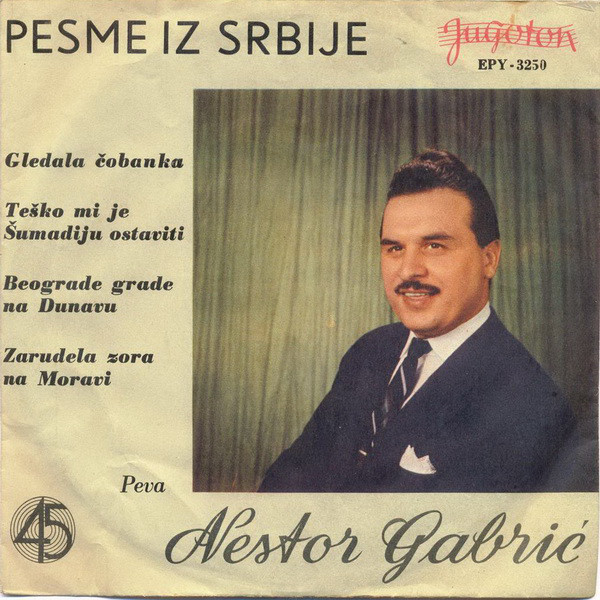 PESME IZ SRBIJE
Jugoton
EPY-3250
Gledala čobanka
Teško mi je
Šumadiju ostaviti
Beograde grade
na Dunavu
Zarudela zora
na Moravi
Peva
45
Nestor Gabrić